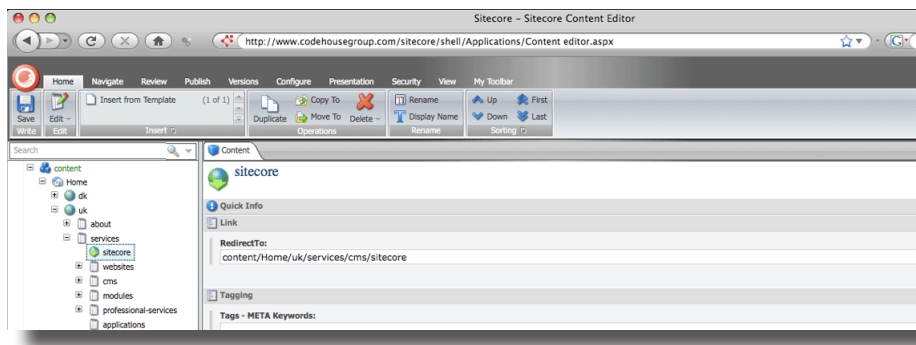 Sitecore – Sitecore Content Editor
http://www.codehousegroup.com/sitecore/shell/Applications/Content editor.aspx
Home Navigate Review Publish Versions Configure Presentation Security View My Toolbar
Insert from Template (1 of 1) Copy To Rename Up First
Save Edit Duplicate Move To Delete Display Name Down Last
Write Edit Insert Operations Rename Sorting
Search Content
content
sitecore
Home
dk
uk
Quick Info
about
Link
services
RedirectTo:
sitecore
content/Home/uk/services/cms/sitecore
websites
cms
modules
Tagging
professional-services
Tags - META Keywords:
applications